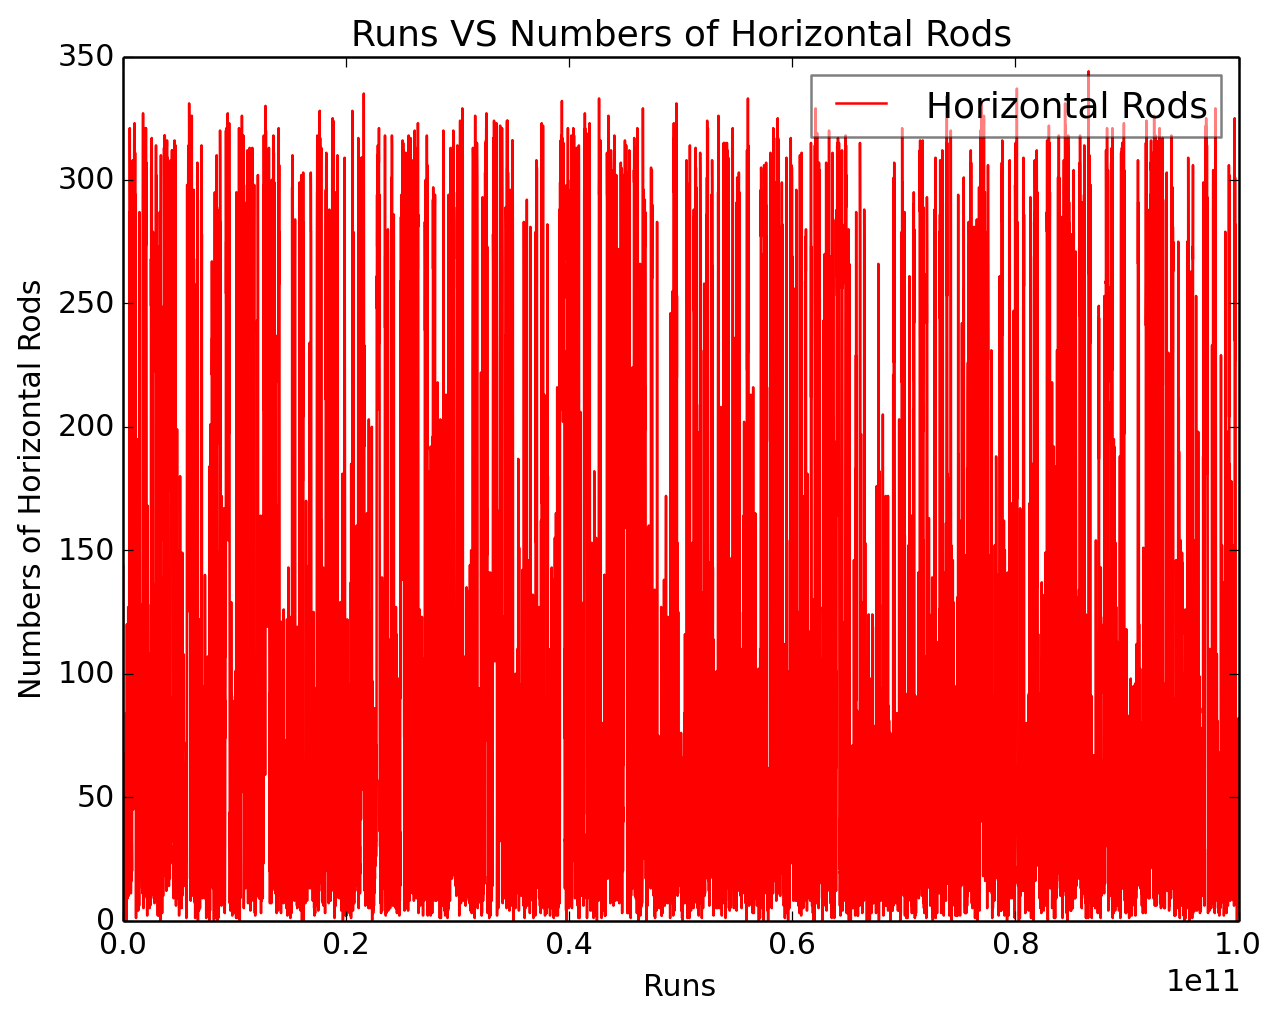 Runs VS Numbers of Horizontal Rods
Horizontal Rods
350
300
250
200
150
100
50
0
Numbers of Horizontal Rods
0.0 0.2 0.4 0.6 0.8 1.0
1e11
Runs